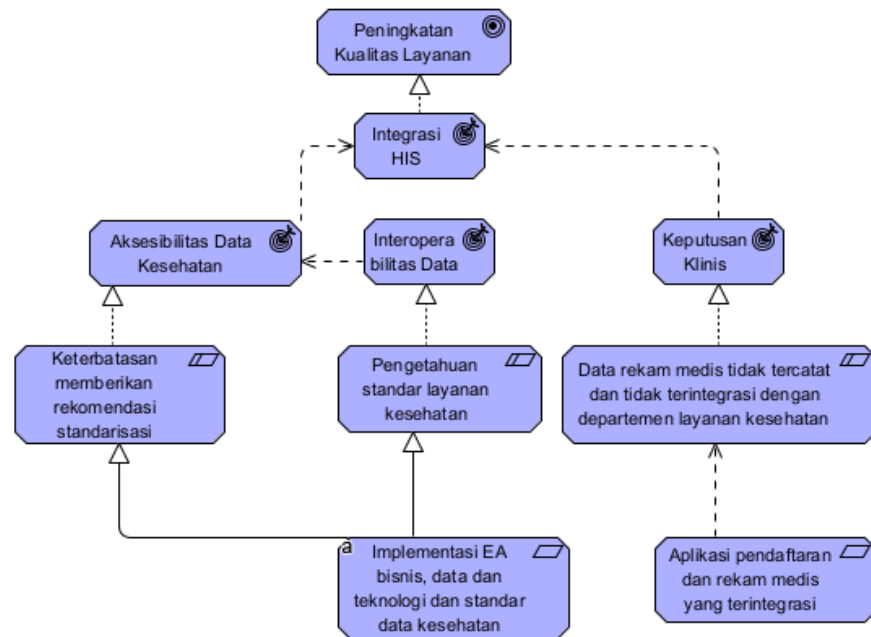 Peningkatan
Kualitas Layanan
Integrasi
HIS
Aksesibilitas Data
Kesehatan
Interopera
bilitas Data
Keputusan
Klinis
Keterbatasan
memberikan
rekomendasi
standarisasi
Pengetahuan
standar layanan
kesehatan
Data rekam medis tidak tercatat
dan tidak terintegrasi dengan
departemen layanan kesehatan
a
Implementasi EA
bisnis, data dan
teknologi dan standar
data kesehatan
Aplikasi pendaftaran
dan rekam medis
yang terintegrasi